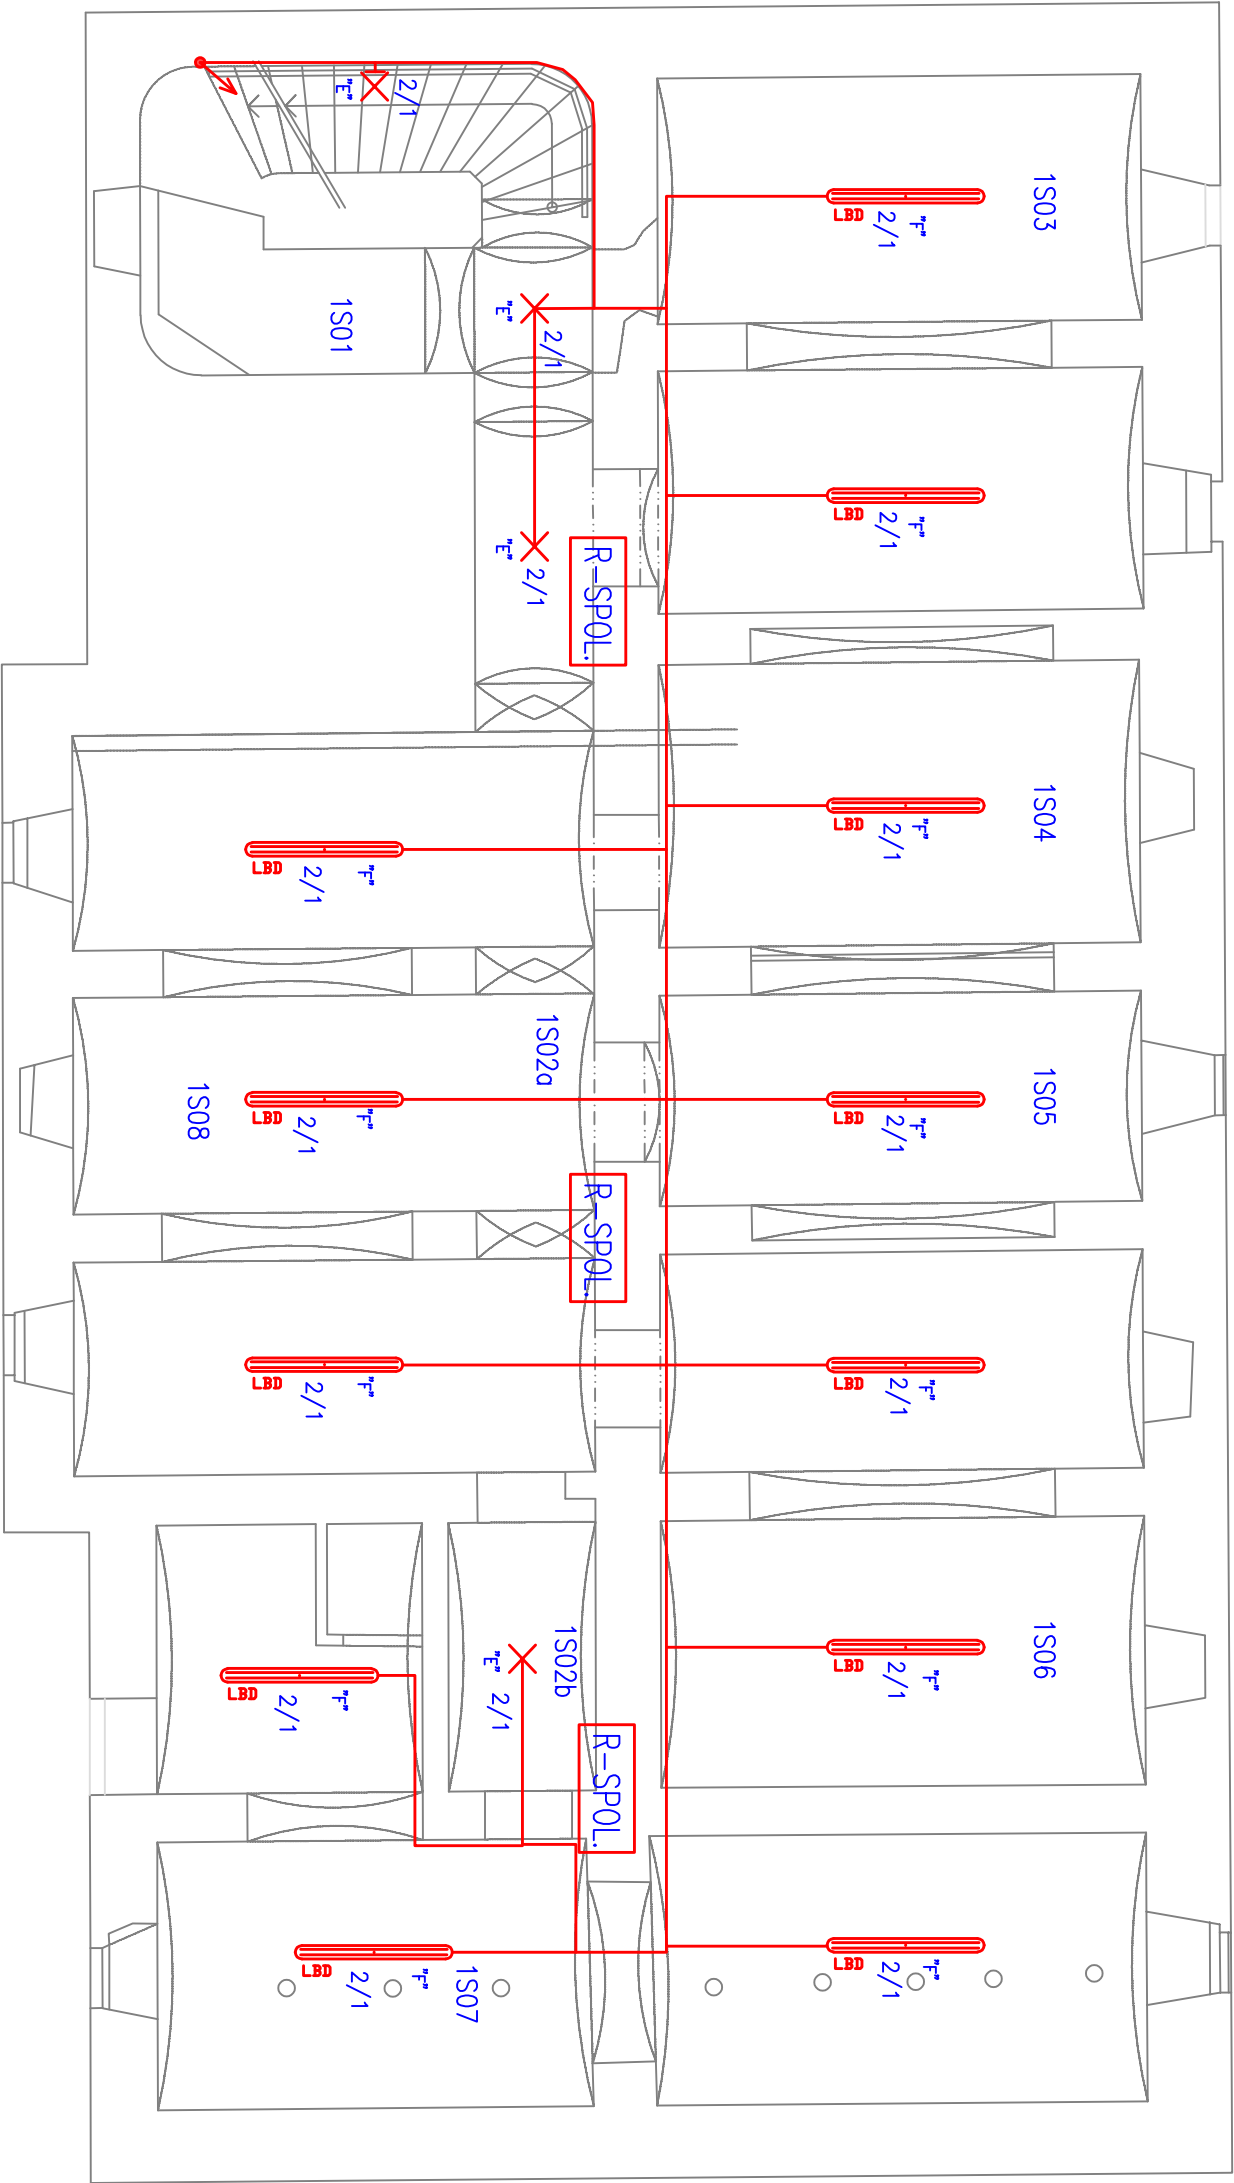 1S03
"F"
2/1
LBD
"F"
2/1
LBD
1S04
"F"
2/1
LBD
1S05
"F"
2/1
LBD
"F"
2/1
LBD
1S06
"F"
2/1
LBD
"F"
2/1
LBD
R-SPOL.
R-SPOL.
R-SPOL.
2/1
"E"
2/1
"E"
2/1
"E"
1S01
1S02a
1S02b
"E"
2/1
"F"
2/1
LBD
"F"
2/1
LBD
1S08
"F"
2/1
LBD
"F"
2/1
LBD
1S07
"F"
2/1
LBD